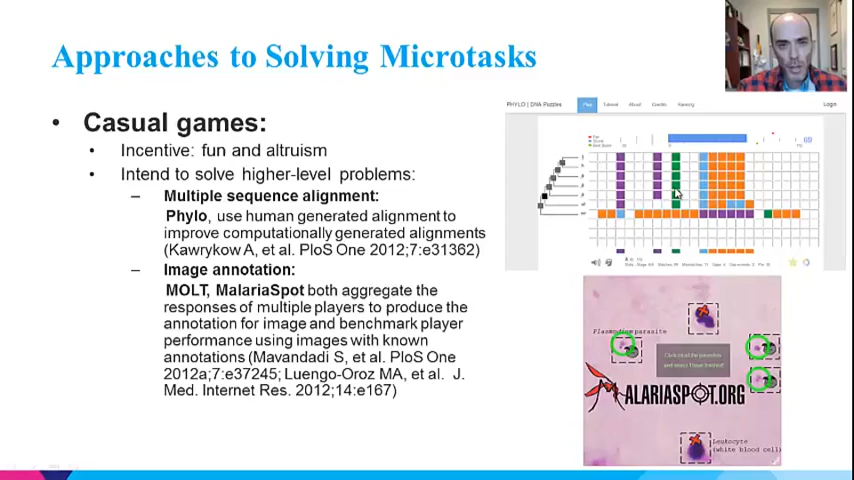 Approaches to Solving Microtasks
• Casual games:
• Incentive: fun and altruism
• Intend to solve higher-level problems:
– Multiple sequence alignment:
Phylo, use human generated alignment to
improve computationally generated alignments
(Kawrykow A, et al. PloS One 2012;7:e31362)
– Image annotation:
MOLT, MalariaSpot both aggregate the
responses of multiple players to produce the
annotation for image and benchmark player
performance using images with known
annotations (Mavandadi S, et al. PLoS One
2012a;7:e37245; Luengo-Oroz MA, et al. J.
Med. Internet Res. 2012;14:e167)
PHYLO | DNA Puzzles Play Tutorial About Credits Ranking Login
69
Plasmodium parasite
Click on all the parasites
ALARIASPOT.ORG
Leukocyte
(white blood cell)